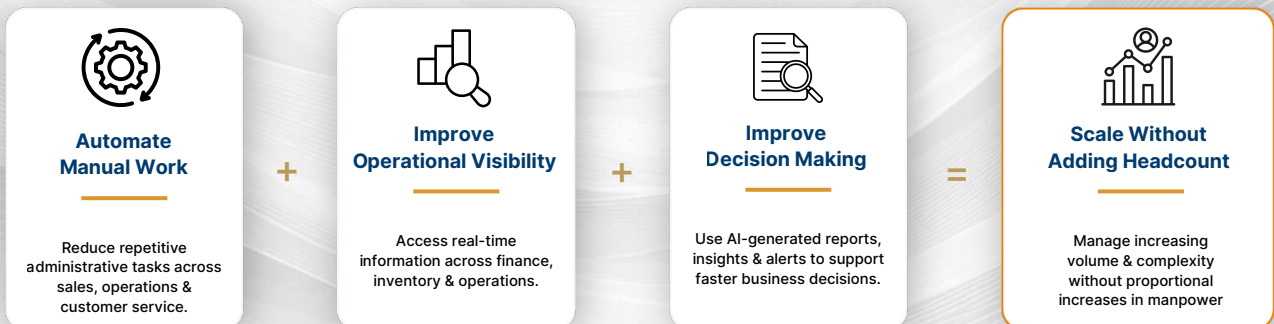 Automate
Manual Work
Reduce repetitive
administrative tasks across
sales, operations &
customer service.
+
Improve
Operational Visibility
Access real-time
information across finance,
inventory & operations.
+
Improve
Decision Making
Use AI-generated reports,
insights & alerts to support
faster business decisions.
=
Scale Without
Adding Headcount
Manage increasing
volume & complexity
without proportional
increases in manpower